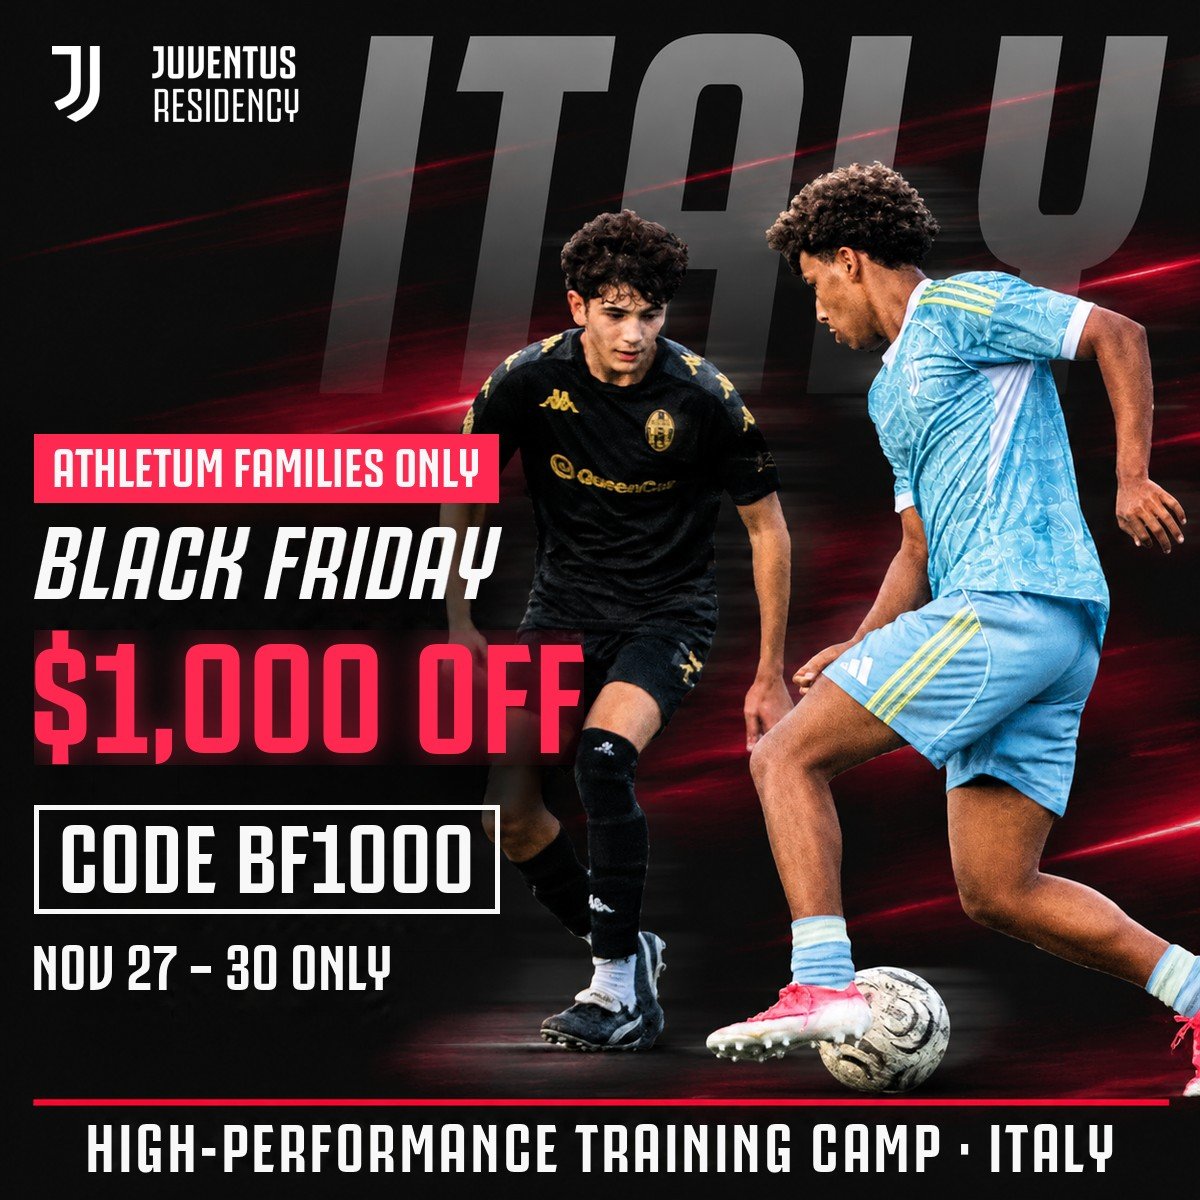 JUVENTUS
RESIDENCY
ITALY
ATHLETUM FAMILIES ONLY
BLACK FRIDAY
$1,000 OFF
CODE BF1000
NOV 27 – 30 ONLY
HIGH-PERFORMANCE TRAINING CAMP · ITALY